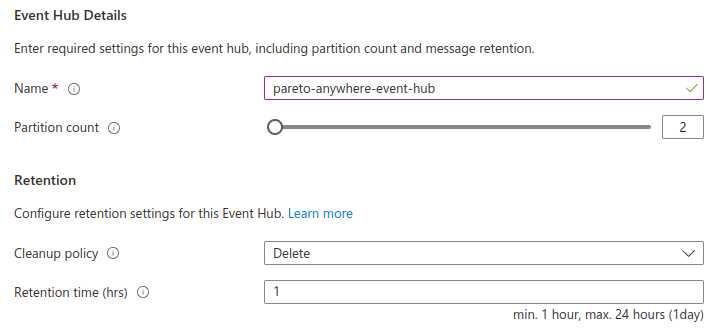 Event Hub Details
Enter required settings for this event hub, including partition count and message retention.
Name * pareto-anywhere-event-hub
Partition count 2
Retention
Configure retention settings for this Event Hub. Learn more
Cleanup policy Delete
Retention time (hrs) 1
min. 1 hour, max. 24 hours (1day)